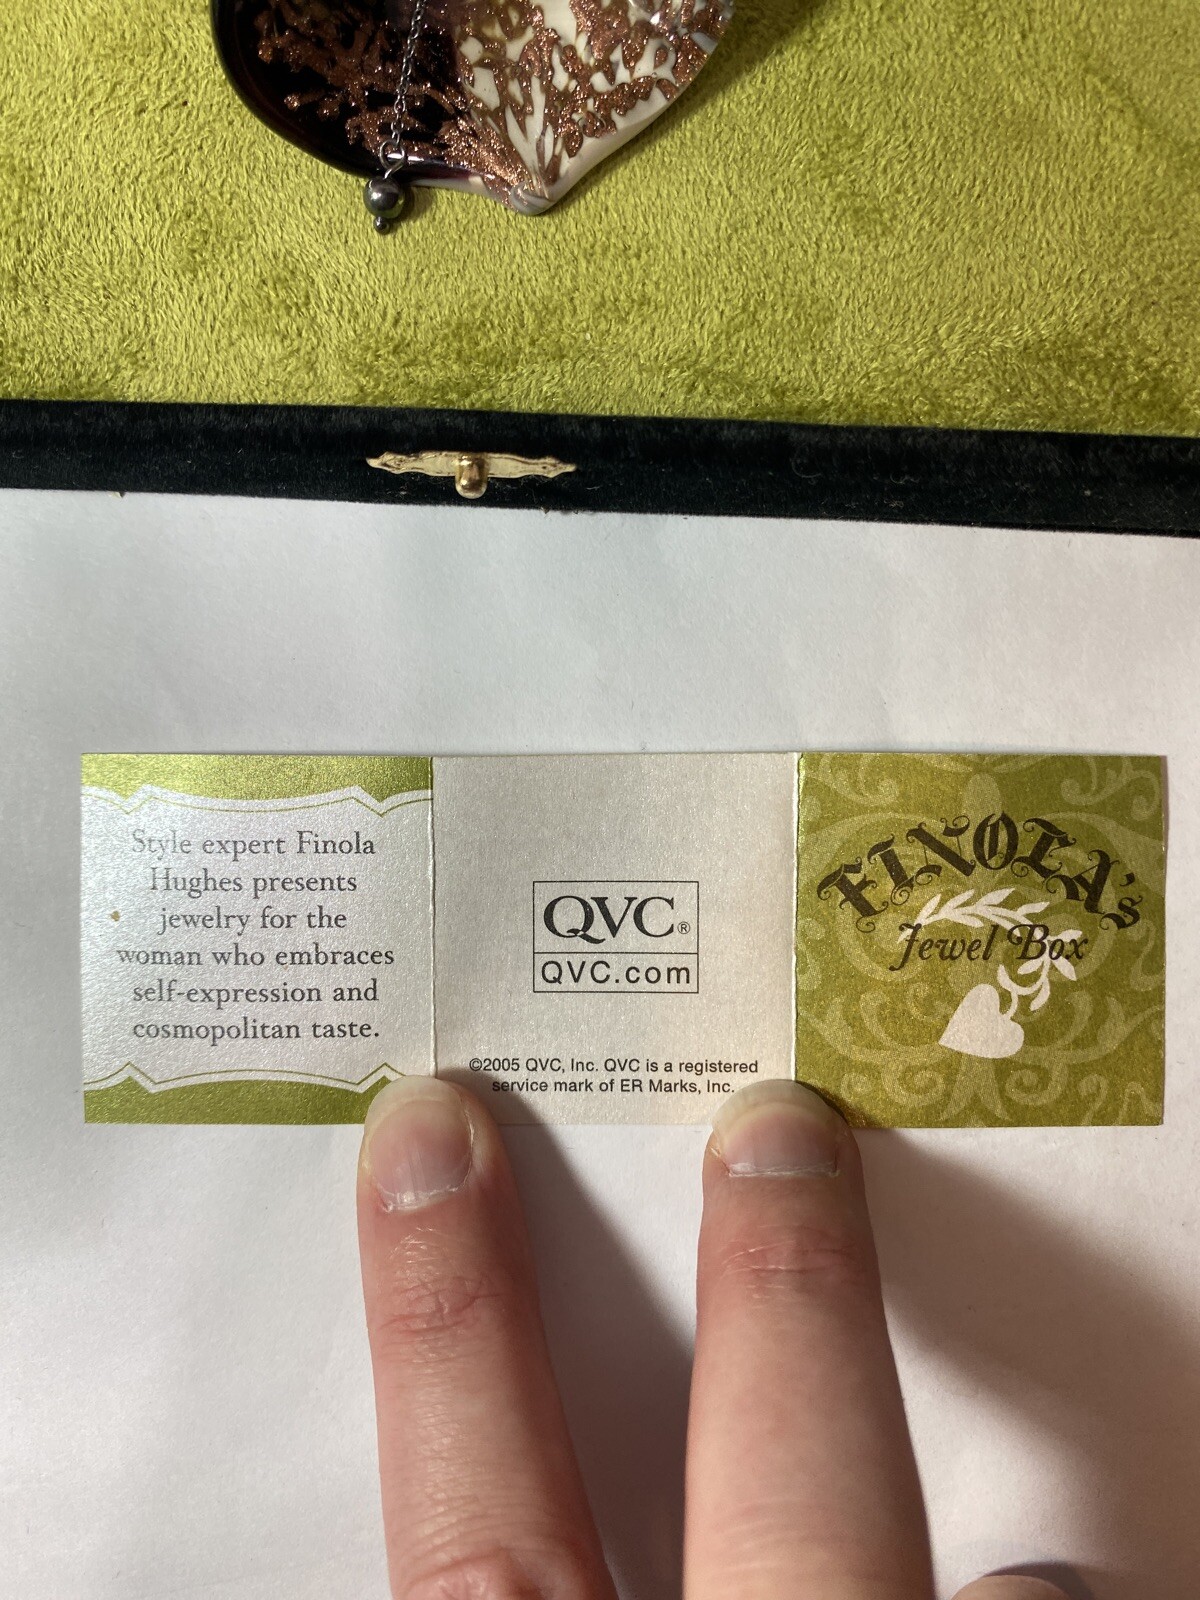 Style expert Finola
Hughes presents
jewelry for the
woman who embraces
self-expression and
cosmopolitan taste.
QVC®
QVC.com
©2005 QVC, Inc. QVC is a registered
service mark of ER Marks, Inc.
FINOLA's
Jewel Box